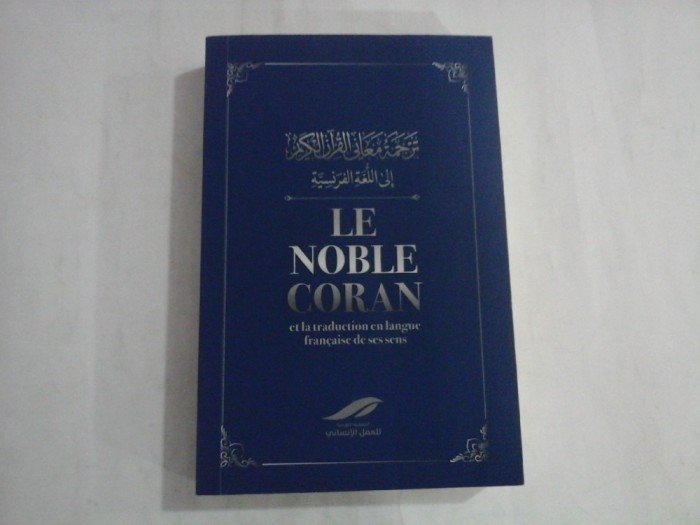 ترجمة معاني القرآن الكريم
إلى اللغة الفرنسية
LE
NOBLE
CORAN
et la traduction en langue
française de ses sens
للعمل الإنساني